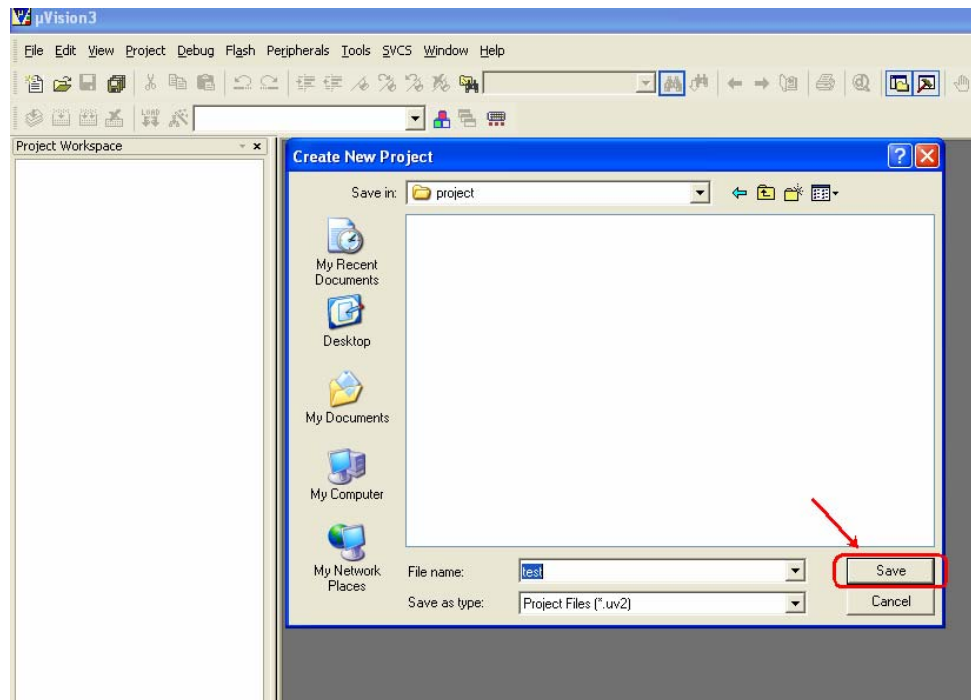 µVision3
File Edit View Project Debug Flash Peripherals Tools SVCS Window Help
LOAD
Project Workspace
Create New Project
Save in: project
My Recent
Documents
Desktop
My Documents
My Computer
My Network
Places
File name: test Save
Save as type: Project Files (*.uv2) Cancel